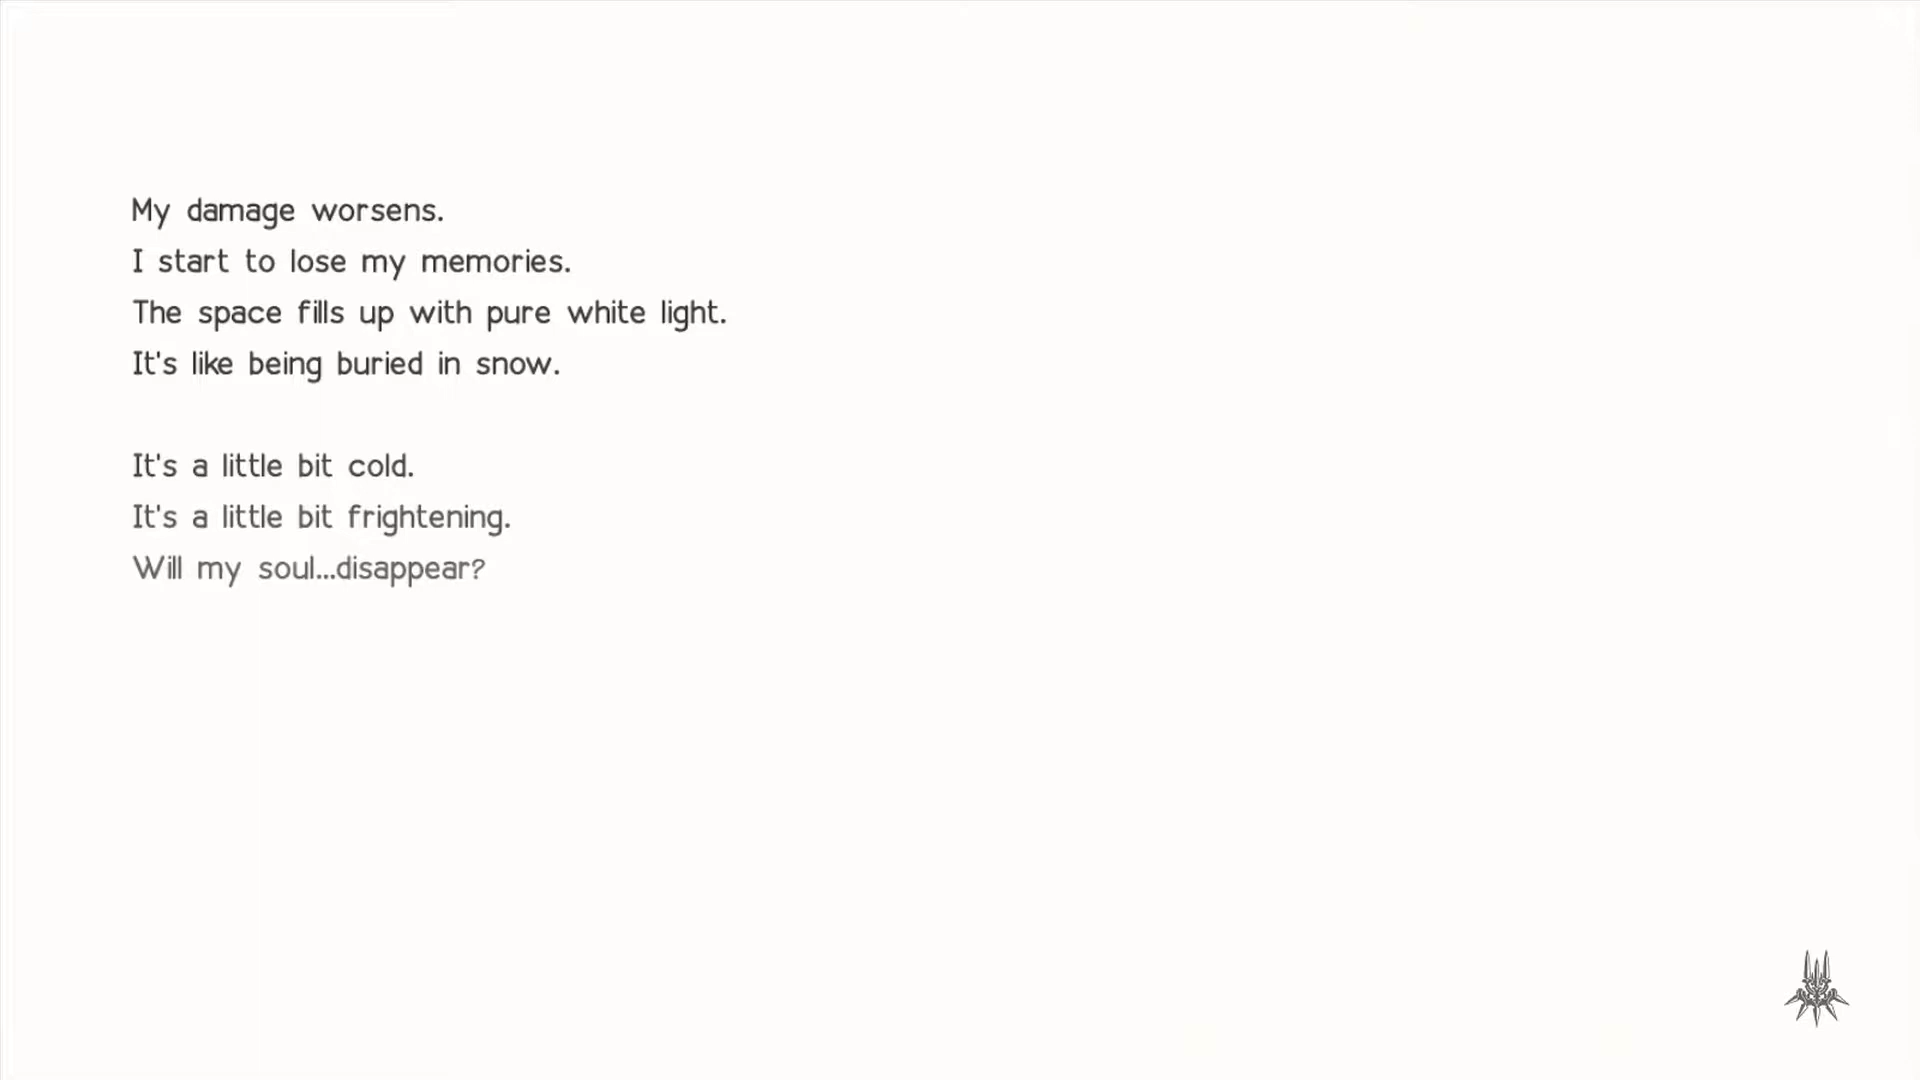 My damage worsens.
I start to lose my memories.
The space fills up with pure white light.
It's like being buried in snow.
It's a little bit cold.
It's a little bit frightening.
Will my soul...disappear?